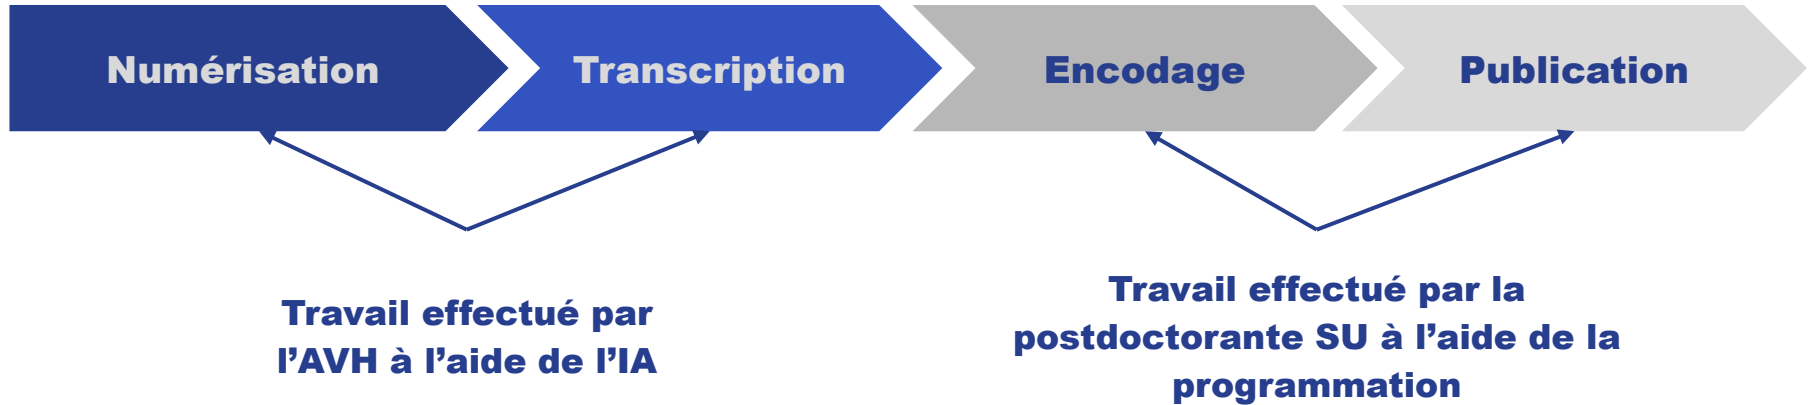 Numérisation
Transcription
Encodage
Publication
Travail effectué par
l’AVH à l’aide de l’IA
Travail effectué par la
postdoctorante SU à l’aide de la
programmation